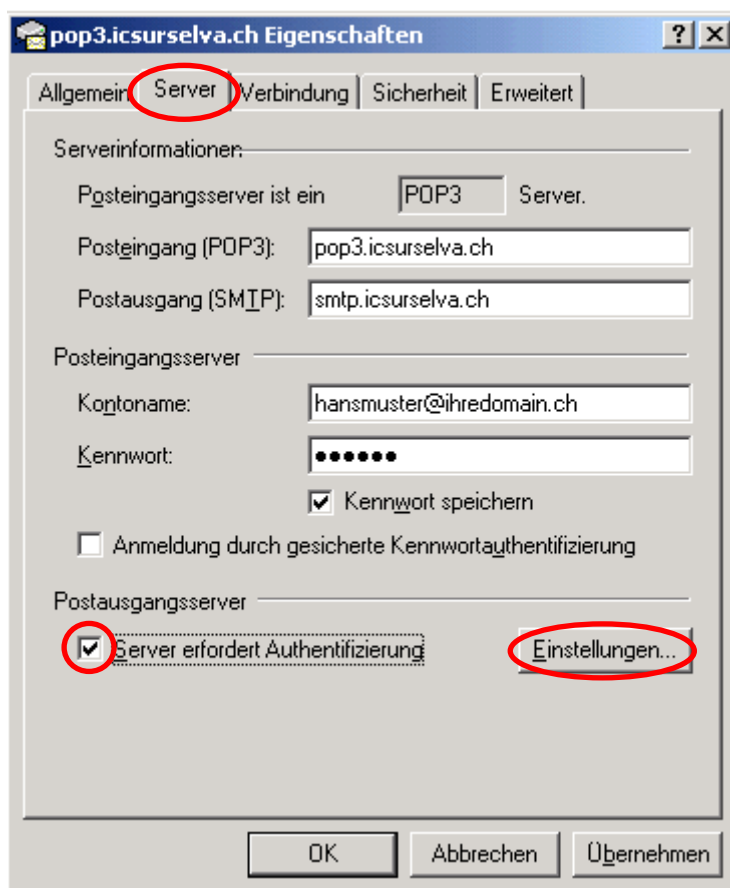 pop3.icsurselva.ch Eigenschaften
Allgemein Server Verbindung Sicherheit Erweitert
Serverinformationen
Posteingangsserver ist ein POP3 Server.
Posteingang (POP3): pop3.icsurselva.ch
Postausgang (SMTP): smtp.icsurselva.ch
Posteingangsserver
Kontoname: hansmuster@ihredomain.ch
Kennwort: ●●●●●●
Kennwort speichern
Anmeldung durch gesicherte Kennwortauthentifizierung
Postausgangsserver
Server erfordert Authentifizierung Einstellungen...
OK Abbrechen Übernehmen